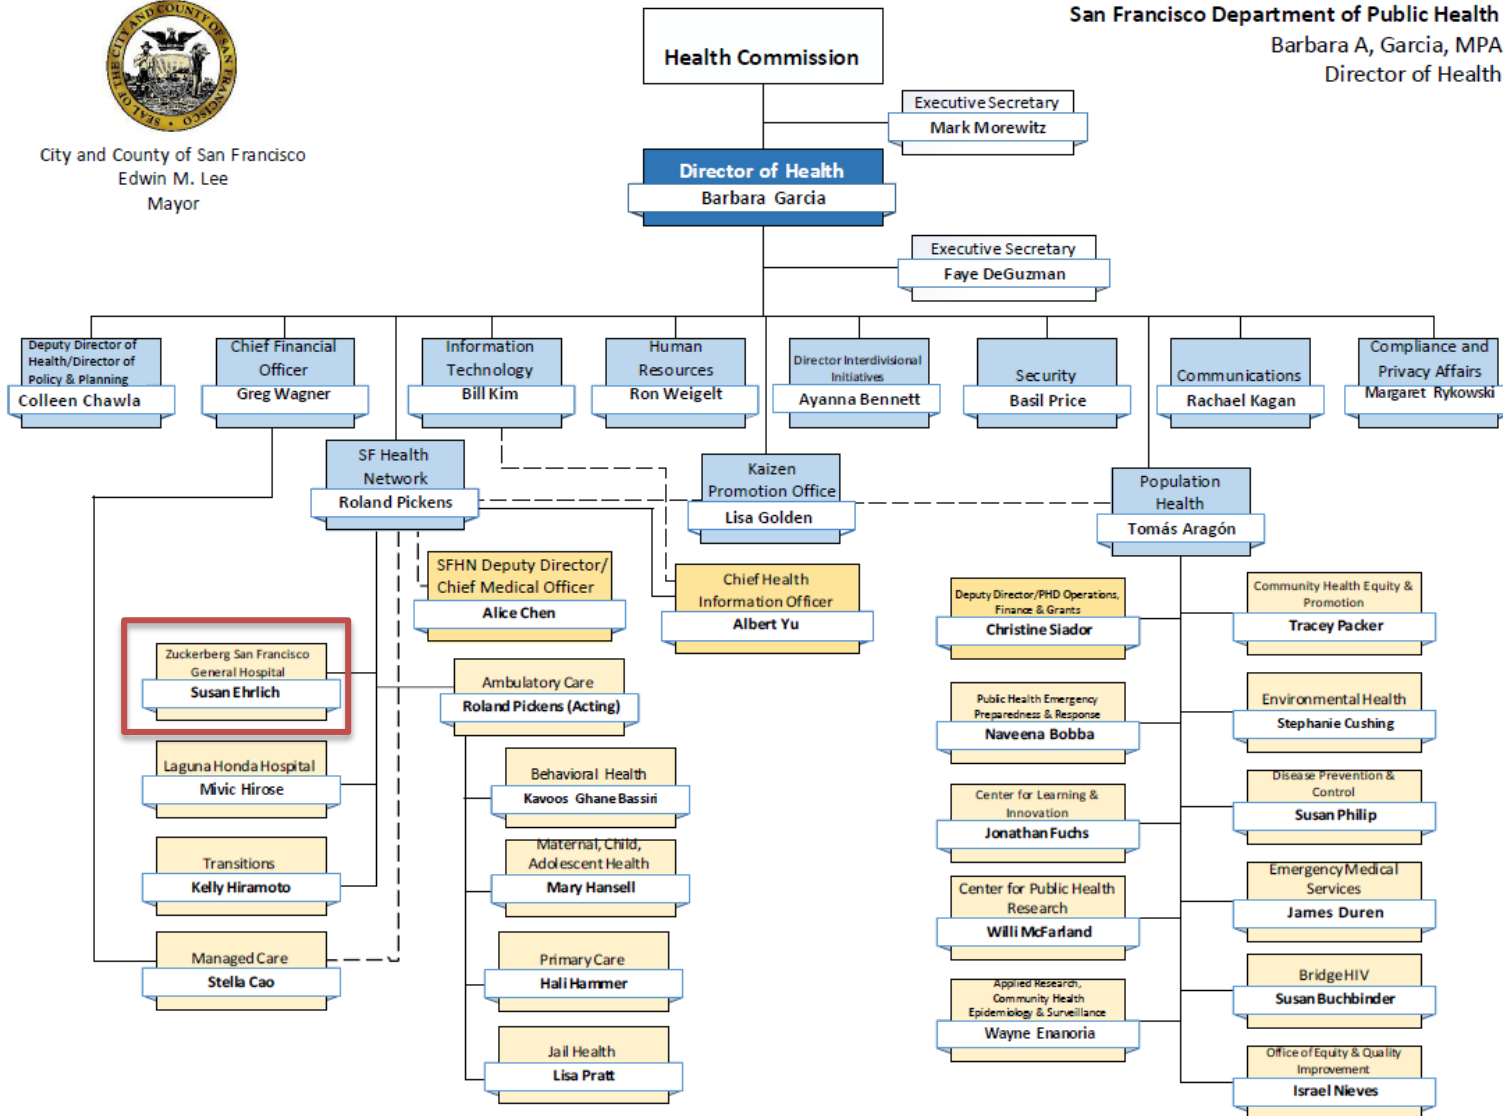 SEAL OF THE CITY AND COUNTY OF SAN FRANCISCO
City and County of San Francisco
Edwin M. Lee
Mayor
San Francisco Department of Public Health
Barbara A, Garcia, MPA
Director of Health
Health Commission
Executive Secretary
Mark Morewitz
Director of Health
Barbara Garcia
Executive Secretary
Faye DeGuzman
Deputy Director of
Health/Director of
Policy & Planning
Colleen Chawla
Chief Financial
Officer
Greg Wagner
Information
Technology
Bill Kim
Human
Resources
Ron Weigelt
Director Interdivisional
Initiatives
Ayanna Bennett
Security
Basil Price
Communications
Rachael Kagan
Compliance and
Privacy Affairs
Margaret Rykowski
SF Health
Network
Roland Pickens
Kaizen
Promotion Office
Lisa Golden
Population
Health
Tomás Aragón
SFHN Deputy Director/
Chief Medical Officer
Alice Chen
Chief Health
Information Officer
Albert Yu
Zuckerberg San Francisco
General Hospital
Susan Ehrlich
Laguna Honda Hospital
Mivic Hirose
Transitions
Kelly Hiramoto
Managed Care
Stella Cao
Ambulatory Care
Roland Pickens (Acting)
Behavioral Health
Kavoos Ghane Bassiri
Maternal, Child,
Adolescent Health
Mary Hansell
Primary Care
Hali Hammer
Jail Health
Lisa Pratt
Deputy Director/PHD Operations,
Finance & Grants
Christine Siador
Public Health Emergency
Preparedness & Response
Naveena Bobba
Center for Learning &
Innovation
Jonathan Fuchs
Center for Public Health
Research
Willi McFarland
Applied Research,
Community Health
Epidemiology & Surveillance
Wayne Enanoria
Community Health Equity &
Promotion
Tracey Packer
Environmental Health
Stephanie Cushing
Disease Prevention &
Control
Susan Philip
Emergency Medical
Services
James Duren
Bridge HIV
Susan Buchbinder
Office of Equity & Quality
Improvement
Israel Nieves